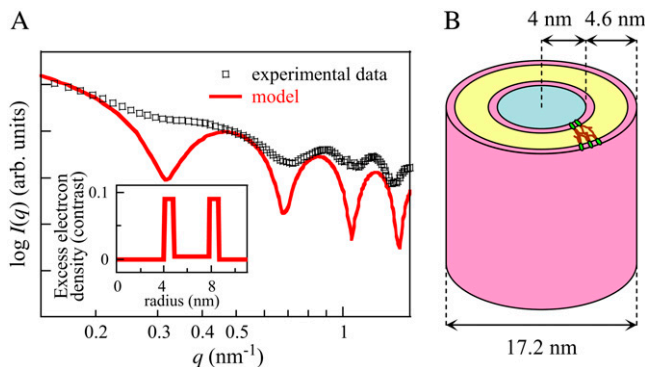 A
B
experimental data
model
log I(q) (arb. units)
Excess electrcon
density (contrast)
0.1
0
0
4
8
radius (nm)
0.2
0.3
0.4
0.5
1
q (nm⁻¹)
4 nm
4.6 nm
17.2 nm